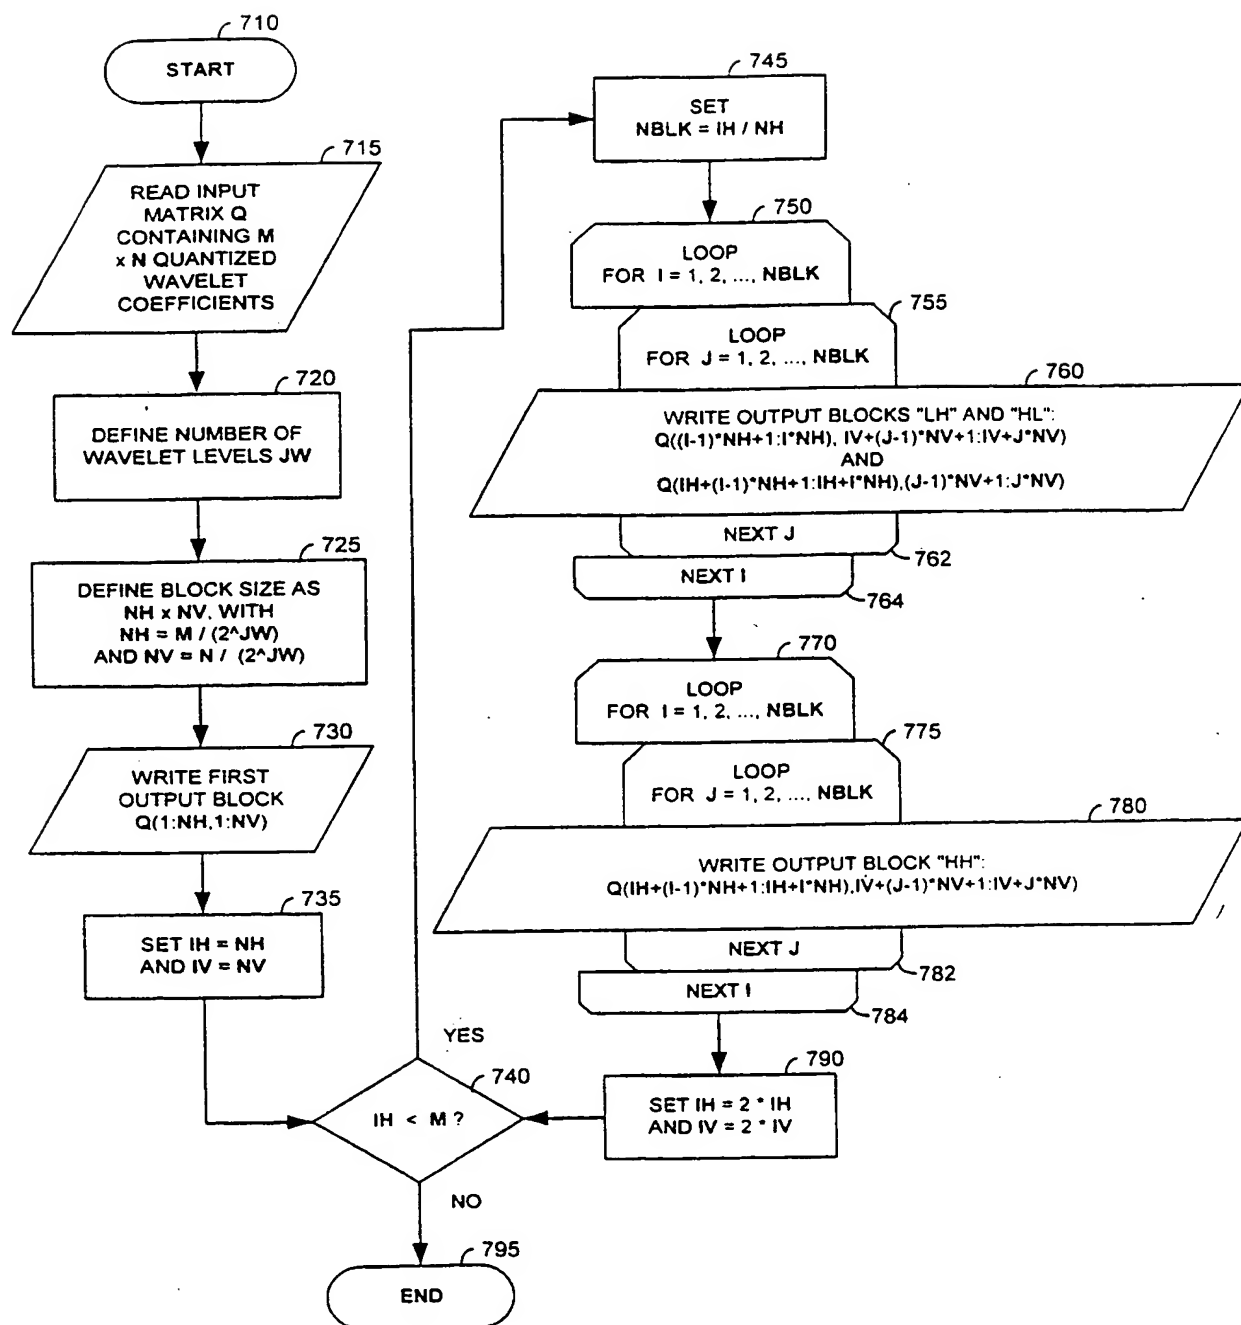 710
START
715
READ INPUT
MATRIX Q
CONTAINING M
x N QUANTIZED
WAVELET
COEFFICIENTS
720
DEFINE NUMBER OF
WAVELET LEVELS JW
725
DEFINE BLOCK SIZE AS
NH x NV, WITH
NH = M / (2^JW)
AND NV = N / (2^JW)
730
WRITE FIRST
OUTPUT BLOCK
Q(1:NH,1:NV)
735
SET IH = NH
AND IV = NV
740
IH < M ?
YES
NO
795
END
745
SET
NBLK = IH / NH
750
LOOP
FOR I = 1, 2, ..., NBLK
755
LOOP
FOR J = 1, 2, ..., NBLK
760
WRITE OUTPUT BLOCKS "LH" AND "HL":
Q((I-1)*NH+1:I*NH), IV+(J-1)*NV+1:IV+J*NV)
AND
Q(IH+(I-1)*NH+1:IH+I*NH),(J-1)*NV+1:J*NV)
NEXT J
762
NEXT I
764
770
LOOP
FOR I = 1, 2, ..., NBLK
775
LOOP
FOR J = 1, 2, ..., NBLK
780
WRITE OUTPUT BLOCK "HH":
Q(IH+(I-1)*NH+1:IH+I*NH),IV+(J-1)*NV+1:IV+J*NV)
NEXT J
782
NEXT I
784
790
SET IH = 2 * IH
AND IV = 2 * IV